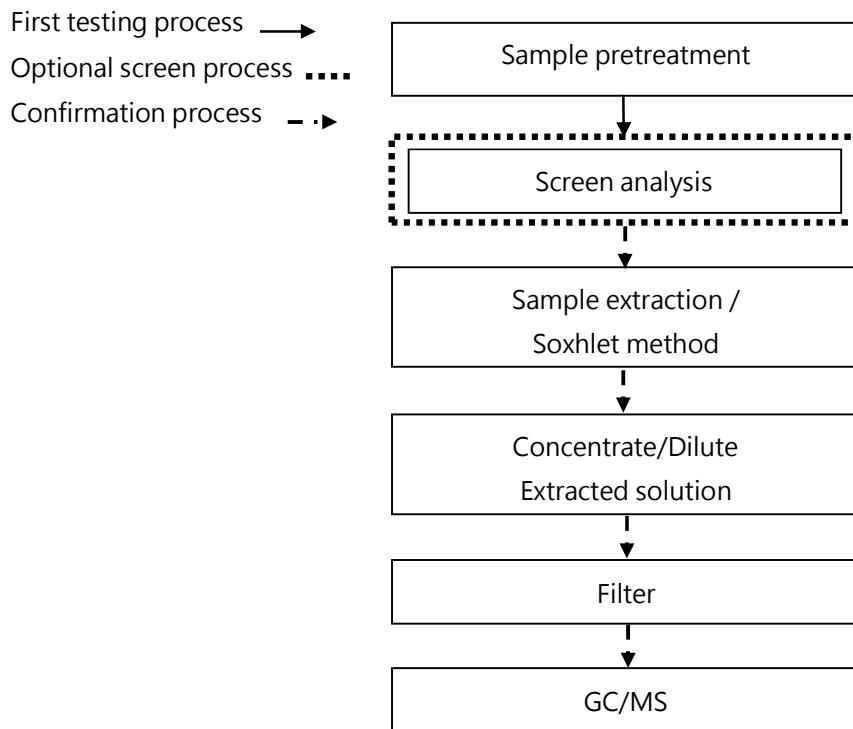 First testing process
Optional screen process
Confirmation process
Sample pretreatment
Screen analysis
Sample extraction /
Soxhlet method
Concentrate/Dilute
Extracted solution
Filter
GC/MS